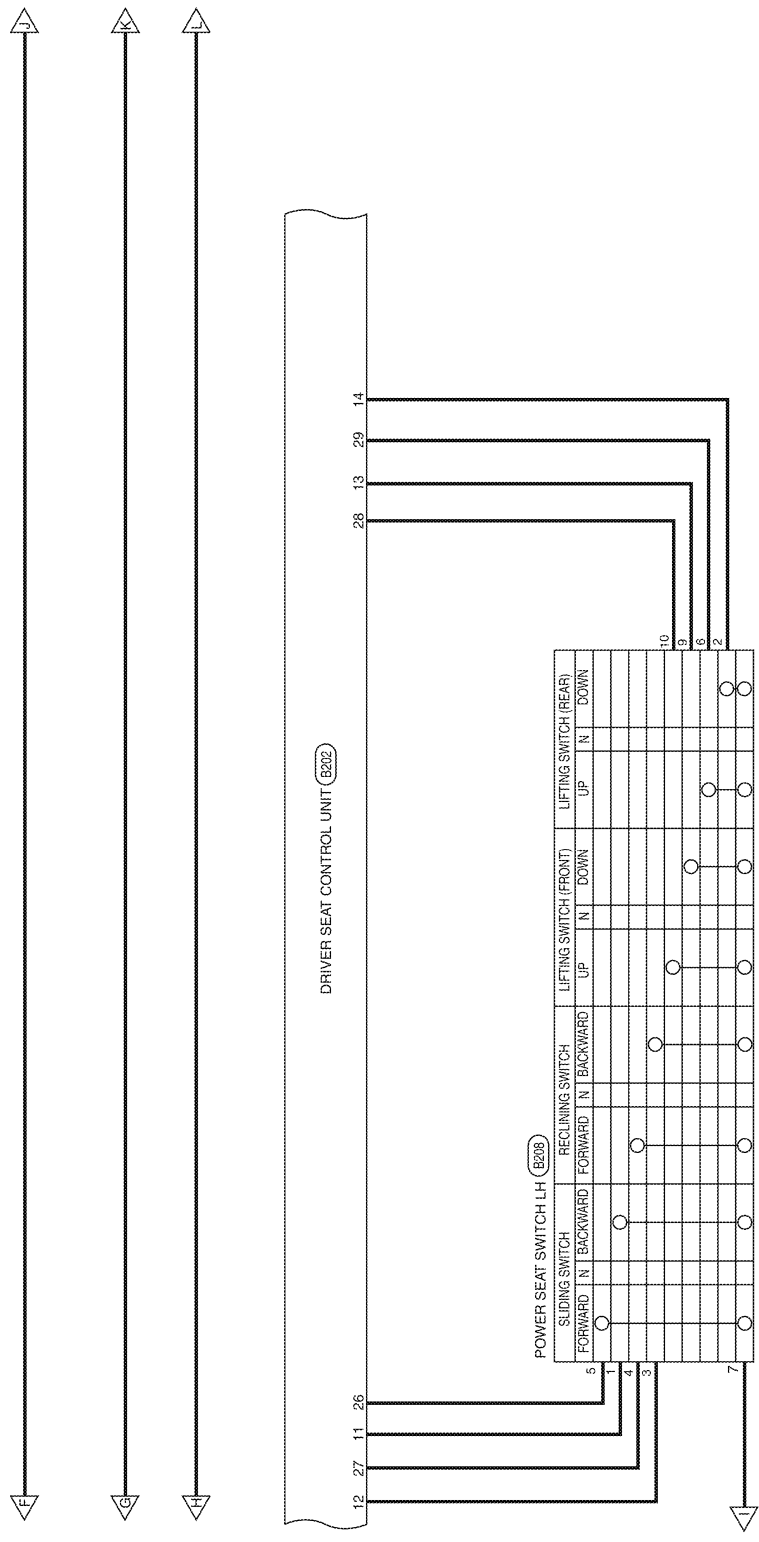 F
G
H
J
K
L
DRIVER SEAT CONTROL UNIT B202
12 27 11 26 28 13 29 14
POWER SEAT SWITCH LH B208
SLIDING SWITCH RECLINING SWITCH LIFTING SWITCH (FRONT) LIFTING SWITCH (REAR)
FORWARD N BACKWARD FORWARD N BACKWARD UP N DOWN UP N DOWN
5
1
4
3
7
10
9
6
2
I